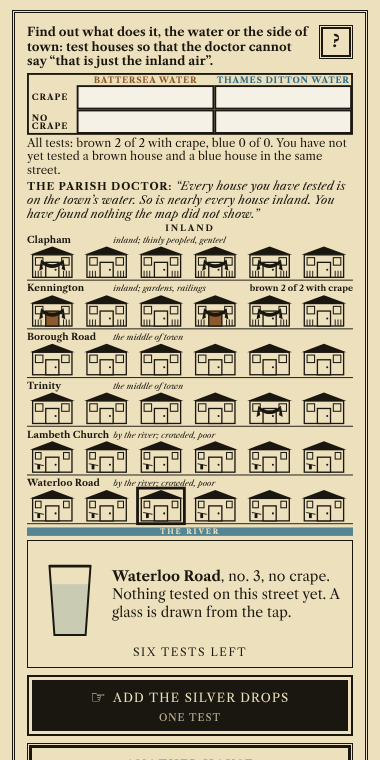 Find out what does it, the water or the side of
town: test houses so that the doctor cannot
say “that is just the inland air”.
?
BATTERSEA WATER THAMES DITTON WATER
CRAPE
NO
CRAPE
All tests: brown 2 of 2 with crape, blue 0 of 0. You have not
yet tested a brown house and a blue house in the same
street.
THE PARISH DOCTOR: “Every house you have tested is
on the town’s water. So is nearly every house inland. You
have found nothing the map did not show.”
INLAND
Clapham inland; thinly peopled, genteel
Kennington inland; gardens, railings brown 2 of 2 with crape
Borough Road the middle of town
Trinity the middle of town
Lambeth Church by the river; crowded, poor
Waterloo Road by the river; crowded, poor
THE RIVER
Waterloo Road, no. 3, no crape.
Nothing tested on this street yet. A
glass is drawn from the tap.
SIX TESTS LEFT
☞ ADD THE SILVER DROPS
ONE TEST